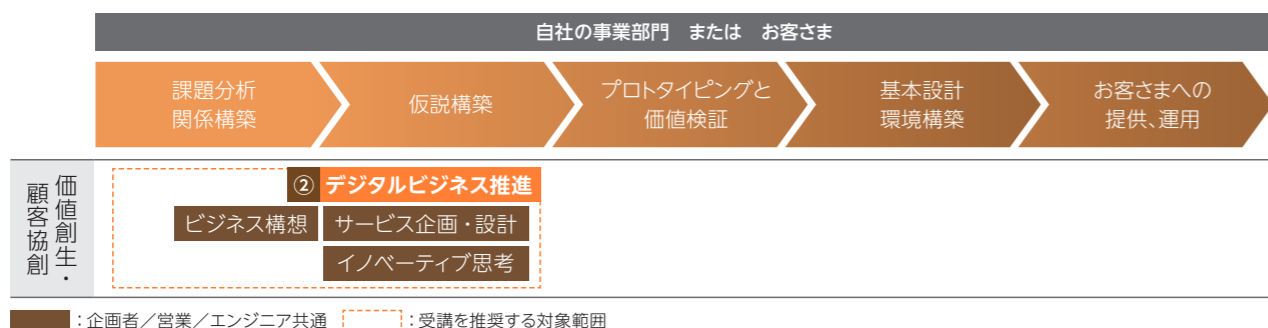 自社の事業部門 または お客さま
課題分析
関係構築
仮説構築
プロトタイピングと
価値検証
基本設計
環境構築
お客さまへの
提供、運用
価値創生・
顧客協創
② デジタルビジネス推進
ビジネス構想
サービス企画・設計
イノベーティブ思考
：企画者／営業／エンジニア共通
：受講を推奨する対象範囲